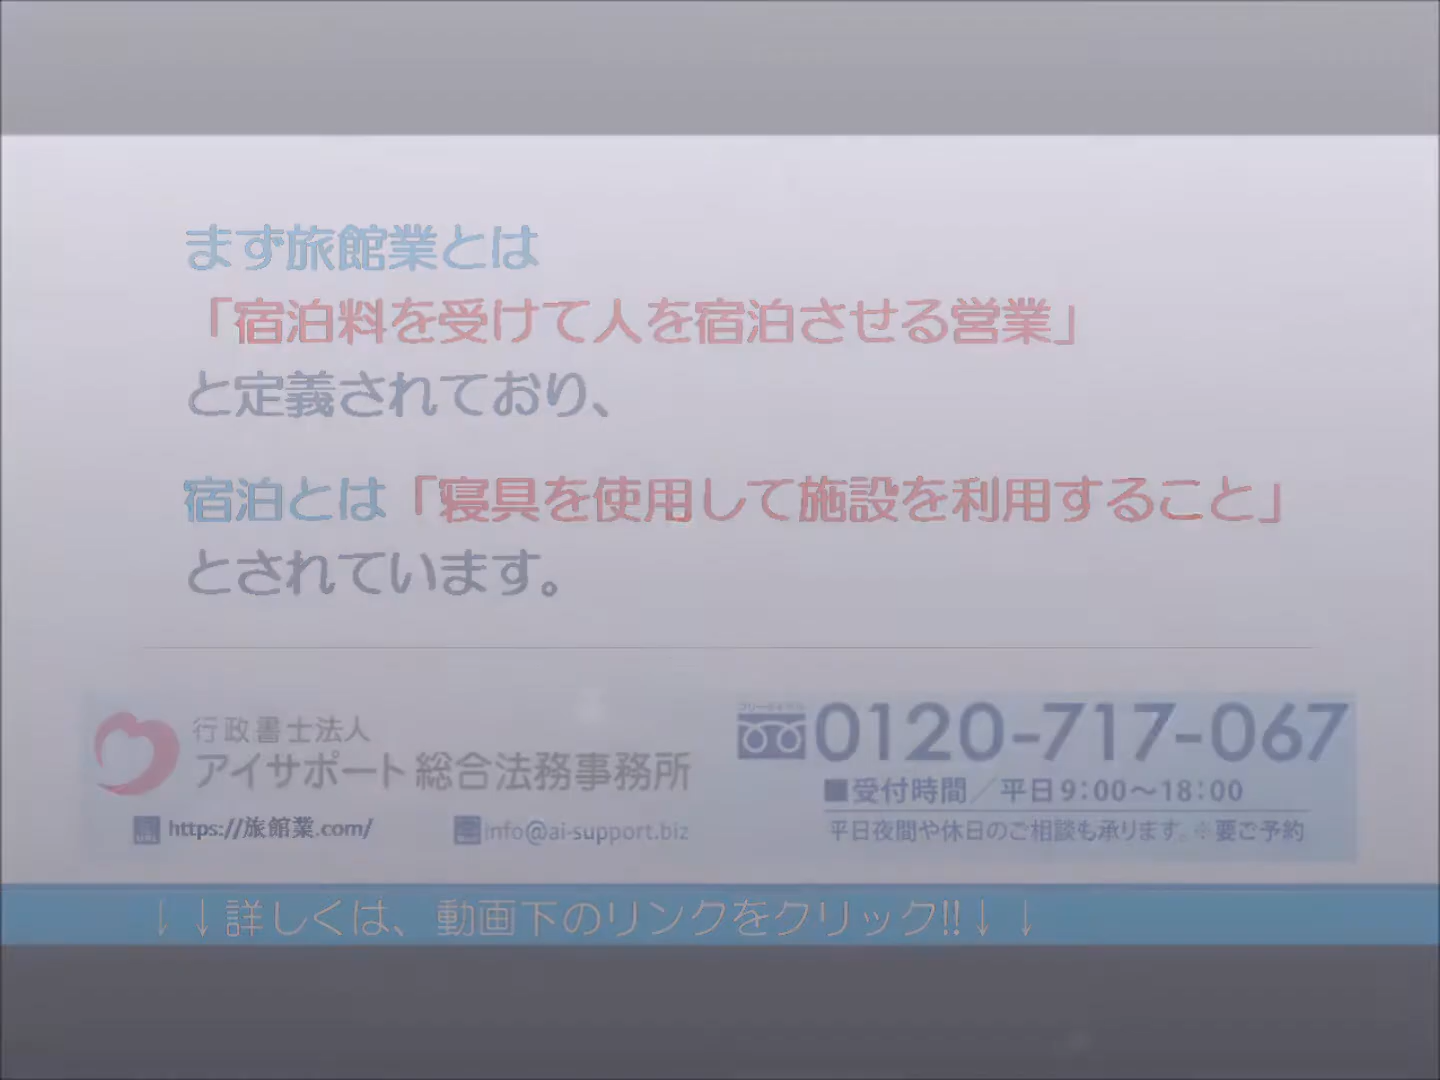 まず旅館業とは
「宿泊料を受けて人を宿泊させる営業」
と定義されており、
宿泊とは「寝具を使用して施設を利用すること」
とされています。
行政書士法人
アイサポート総合法務事務所
https://旅館業.com/
info@ai-support.biz
フリーダイヤル
0120-717-067
■受付時間／平日9:00～18:00
平日夜間や休日のご相談も承ります。※要ご予約
↓↓詳しくは、動画下のリンクをクリック!!↓↓